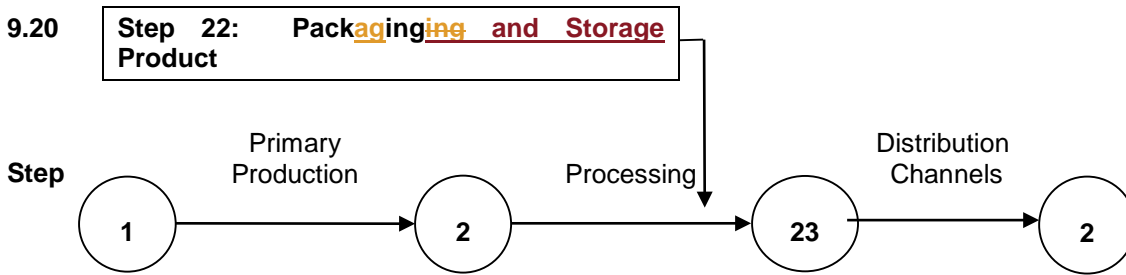 9.20 Step 22: Packaginging and Storage
Product
Primary
Production
Processing
Distribution
Channels
Step
1
2
23
2